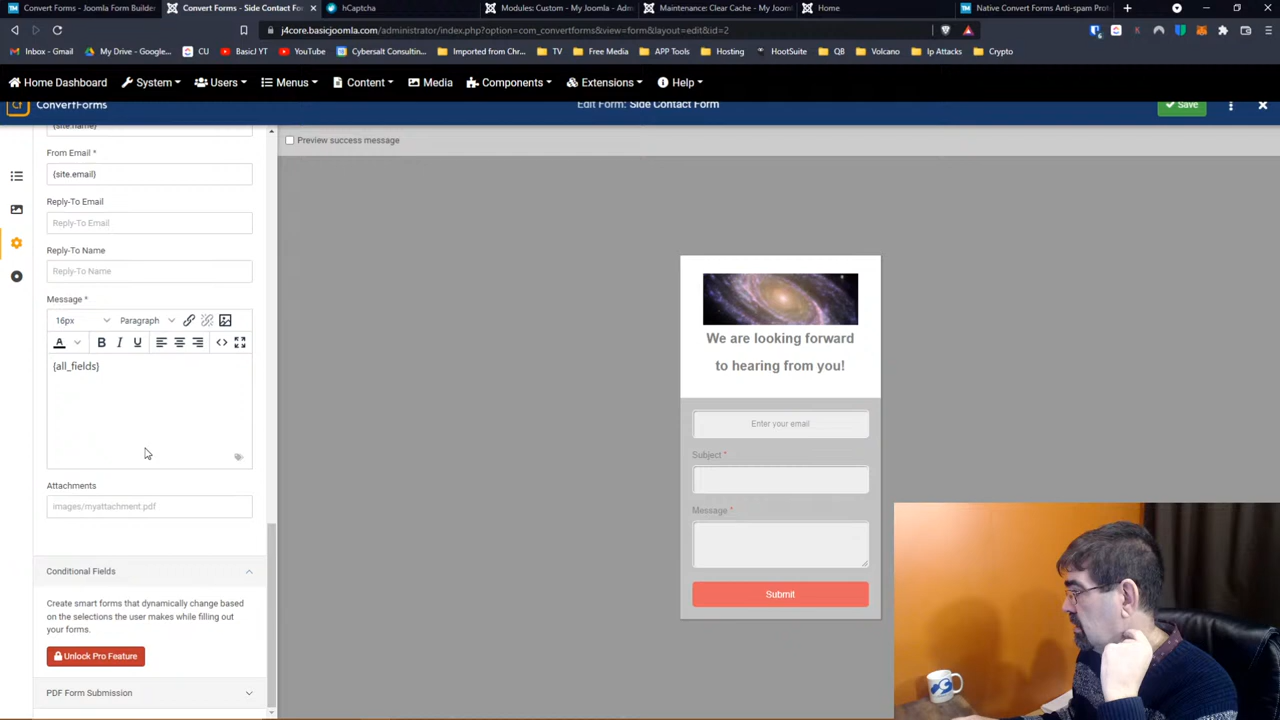 Convert Forms - Joomla Form Builder
Convert Forms - Side Contact Fo
hCaptcha
Modules: Custom - My Joomla - Adm
Maintenance: Clear Cache - My Joom
Home
Native Convert Forms Anti-spam Prot
j4core.basicjoomla.com/administrator/index.php?option=com_convertforms&view=form&layout=edit&id=2
Inbox - Gmail
My Drive - Google...
CU
Basicl YT
YouTube
Cybersalt Consulting...
Imported from Chr...
TV
Free Media
APP Tools
Hosting
HootSuite
QB
Volcano
Ip Attacks
Crypto
Home Dashboard
System
Users
Menus
Content
Media
Components
Extensions
Help
Cf
ConvertForms
Edit Form: Side Contact Form
Save
{site.name}
Preview success message
From Email *
{site.email}
Reply-To Email
Reply-To Email
Reply-To Name
Reply-To Name
Message *
16px
Paragraph
A
B
I
U
{all_fields}
Attachments
images/myattachment.pdf
Conditional Fields
Create smart forms that dynamically change based
on the selections the user makes while filling out
your forms.
Unlock Pro Feature
PDF Form Submission
We are looking forward
to hearing from you!
Enter your email
Subject *
Message *
Submit